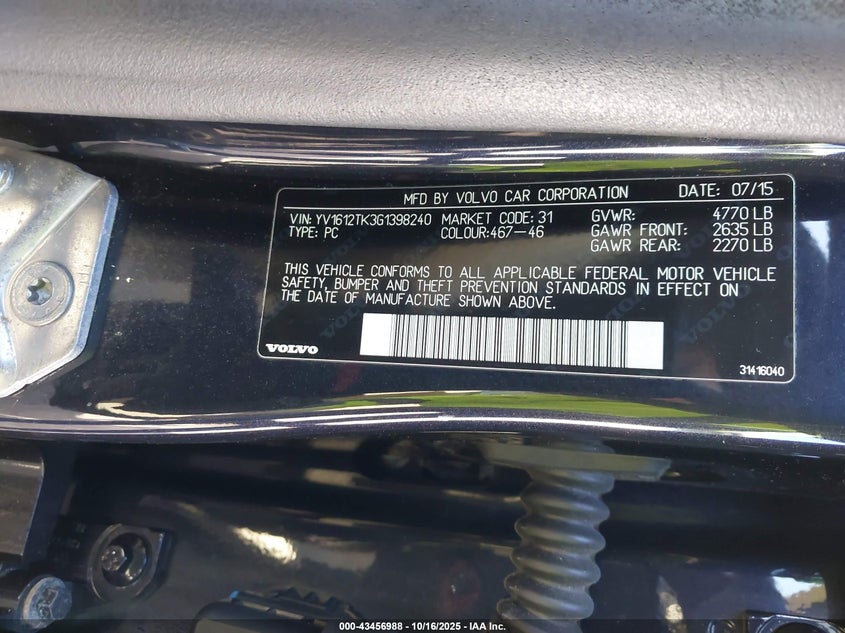 MFD BY VOLVO CAR CORPORATION DATE: 07/15
VIN: YV1612TK3G1398240 MARKET CODE: 31 GVWR: 4770 LB
TYPE: PC COLOUR:467-46 GAWR FRONT: 2635 LB
GAWR REAR: 2270 LB
THIS VEHICLE CONFORMS TO ALL APPLICABLE FEDERAL MOTOR VEHICLE
SAFETY, BUMPER AND THEFT PREVENTION STANDARDS IN EFFECT ON
THE DATE OF MANUFACTURE SHOWN ABOVE.
VOLVO
31416040
000-43456988 - 10/16/2025 - IAA Inc.